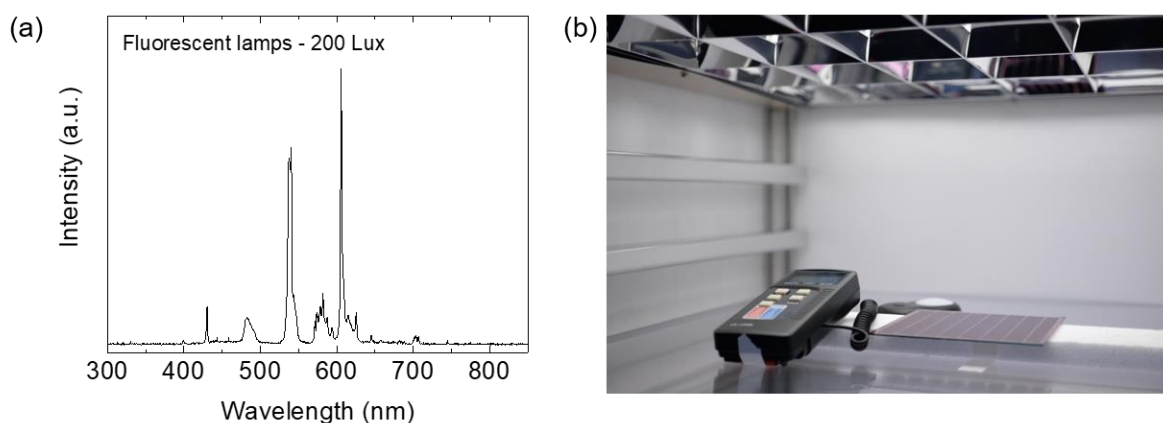 (a)
Fluorescent lamps - 200 Lux
Intensity (a.u.)
300 400 500 600 700 800
Wavelength (nm)
(b)